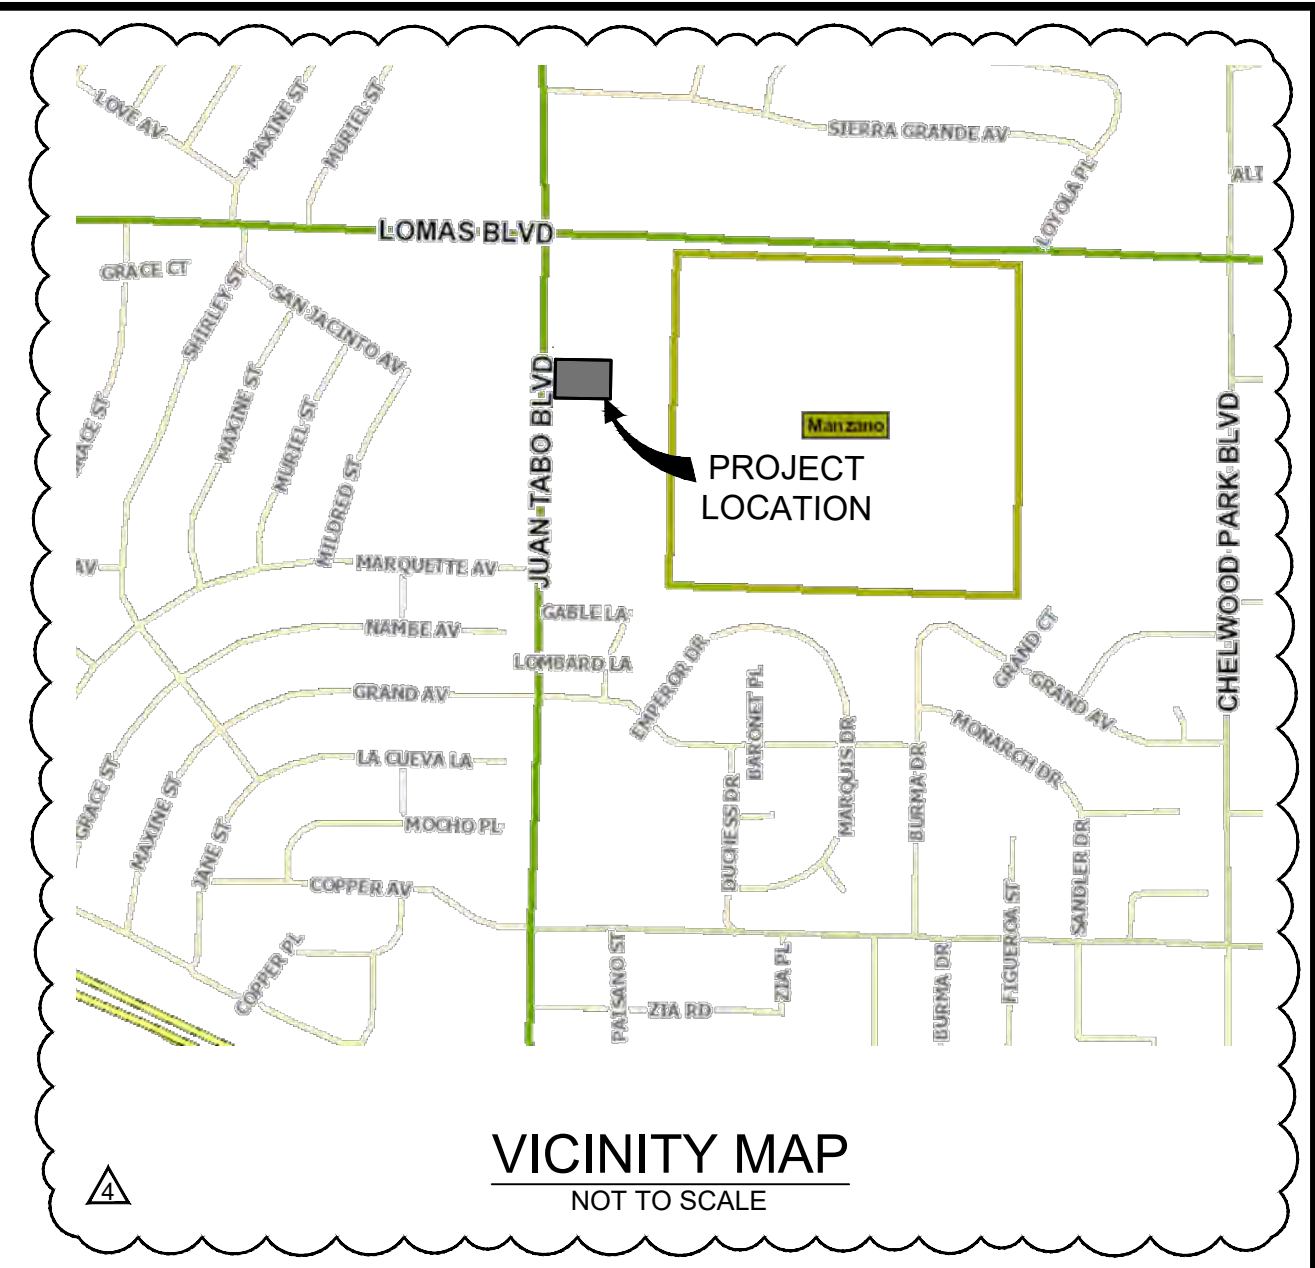 LOVE AV
MAXINE ST
MURIEL ST
SIERRA GRANDE AV
LOYOLA PL
LOMAS BLVD
GRACE CT
SHIRLEY ST
SAN JACINTO AV
MAXINE ST
MURIEL ST
MILDRED ST
JUAN TABO BLVD
Manzano
PROJECT
LOCATION
CHELWOOD PARK BLVD
AV
MARQUETTE AV
GABLE LA
NAMBE AV
LOMBARD LA
GRAND AV
EMPEROR DR
BARONET PL
MARQUIS DR
GRAND CT
GRAND AV
MONARCH DR
LA CUEVA LA
GRACE ST
MAXINE ST
JANE ST
MOCHO PL
COPPER AV
DUCHESS DR
BURMA DR
SANDLER DR
FIGUEROA ST
COPPER PL
PAISANO ST
ZIA RD
ZIA PL
BURMA DR
VICINITY MAP
NOT TO SCALE
4